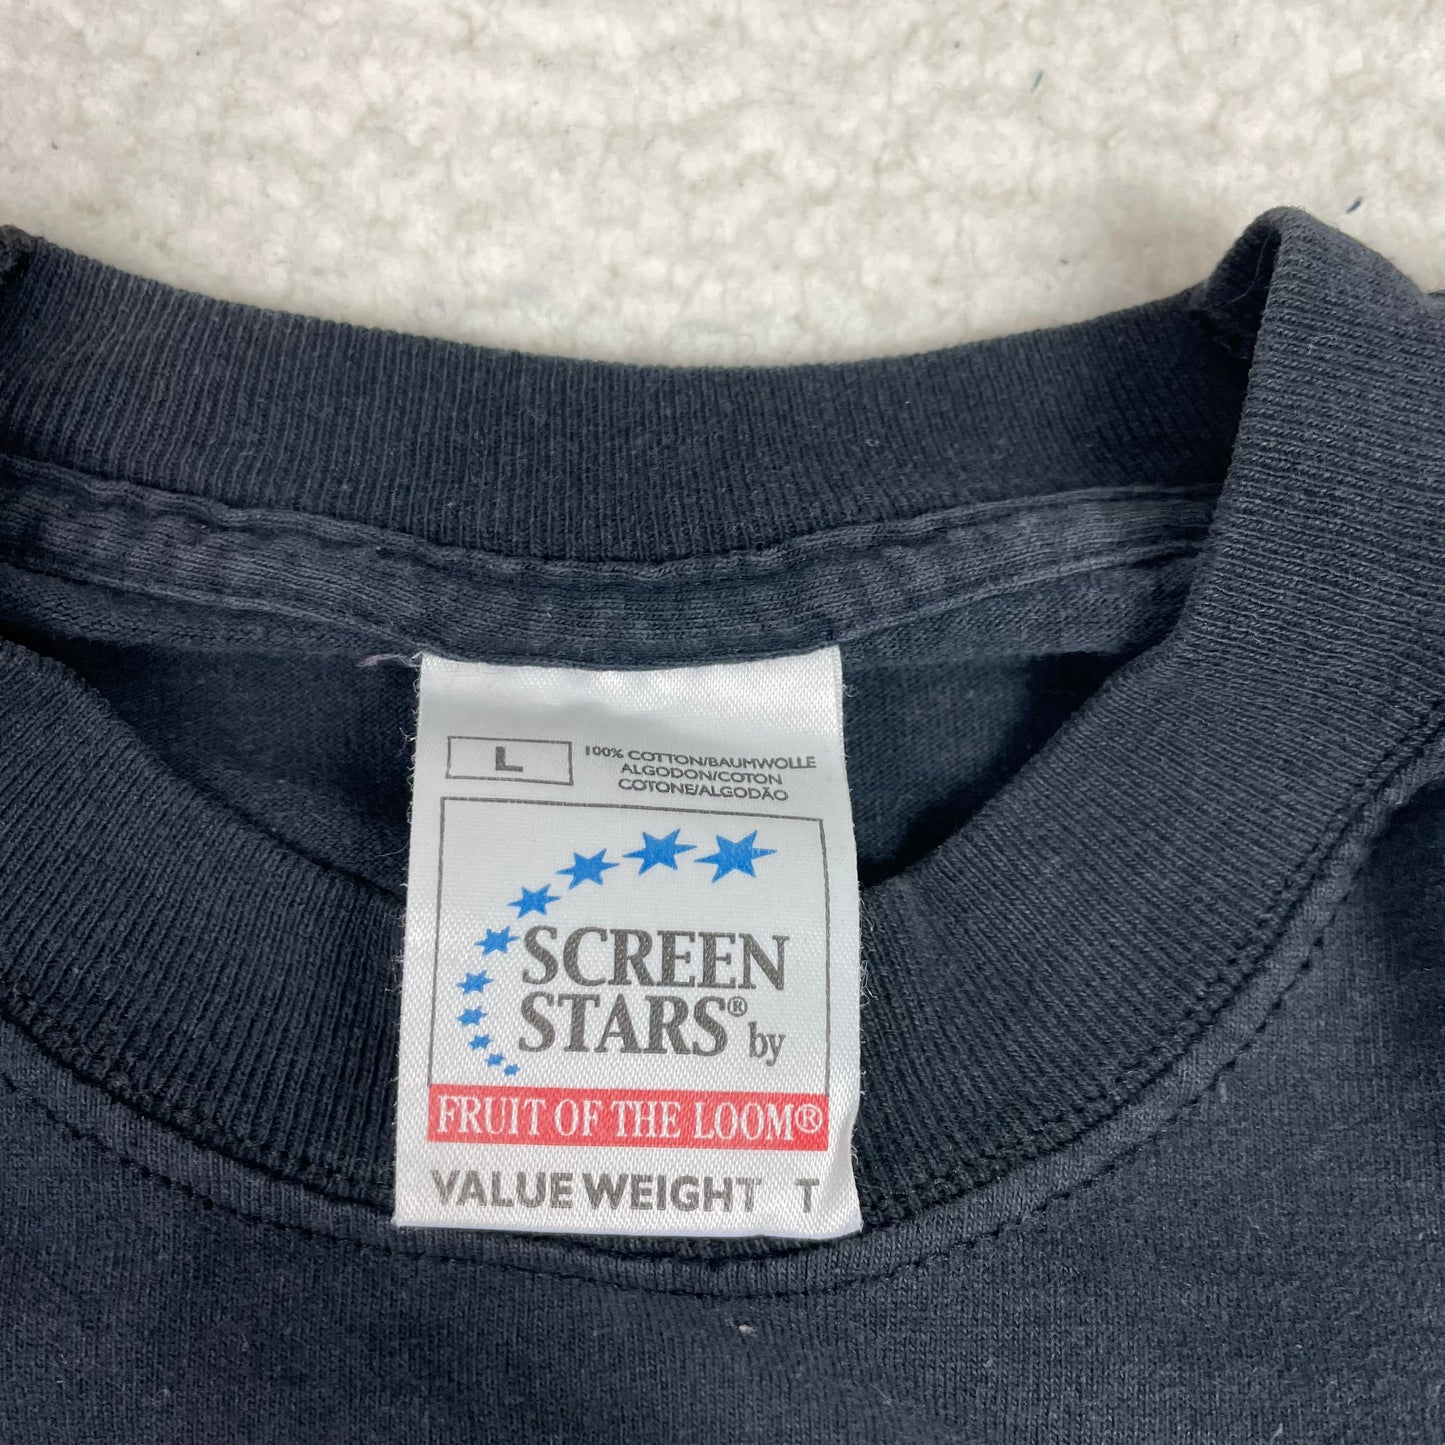 L
100% COTTON/BAUMWOLLE
ALGODON/COTON
COTONE/ALGODÃO
SCREEN
STARS® by
FRUIT OF THE LOOM®
VALUE WEIGHT T